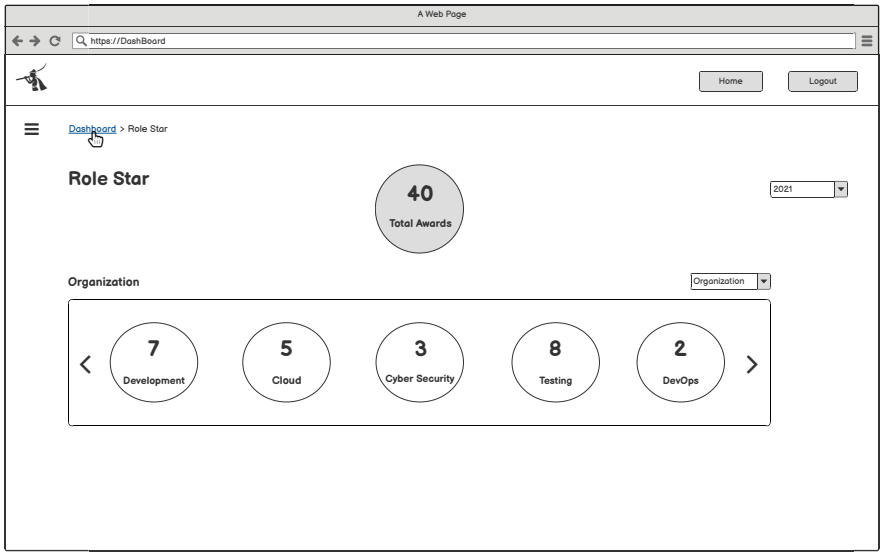 A Web Page
https://DashBoard
Home Logout
Dashboard > Role Star
Role Star
40
Total Awards
2021
Organization
Organization
7 5 3 8 2
Development Cloud Cyber Security Testing DevOps